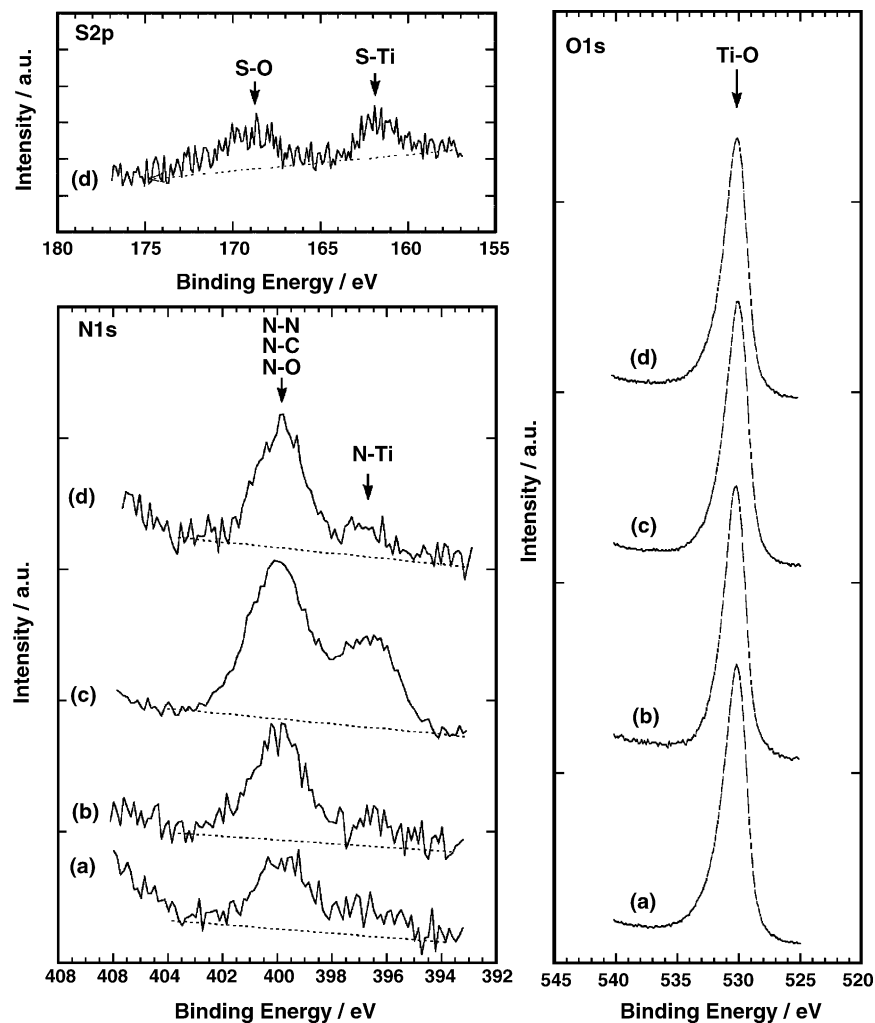 S2p
S-O
S-Ti
(d)
Intensity / a.u.
180 175 170 165 160 155
Binding Energy / eV
N1s
N-N
N-C
N-O
N-Ti
(d)
(c)
(b)
(a)
Intensity / a.u.
408 408 404 402 400 398 396 394 392
Binding Energy / eV
O1s
Ti-O
(d)
(c)
(b)
(a)
Intensity / a.u.
545 540 535 530 525 520
Binding Energy / eV